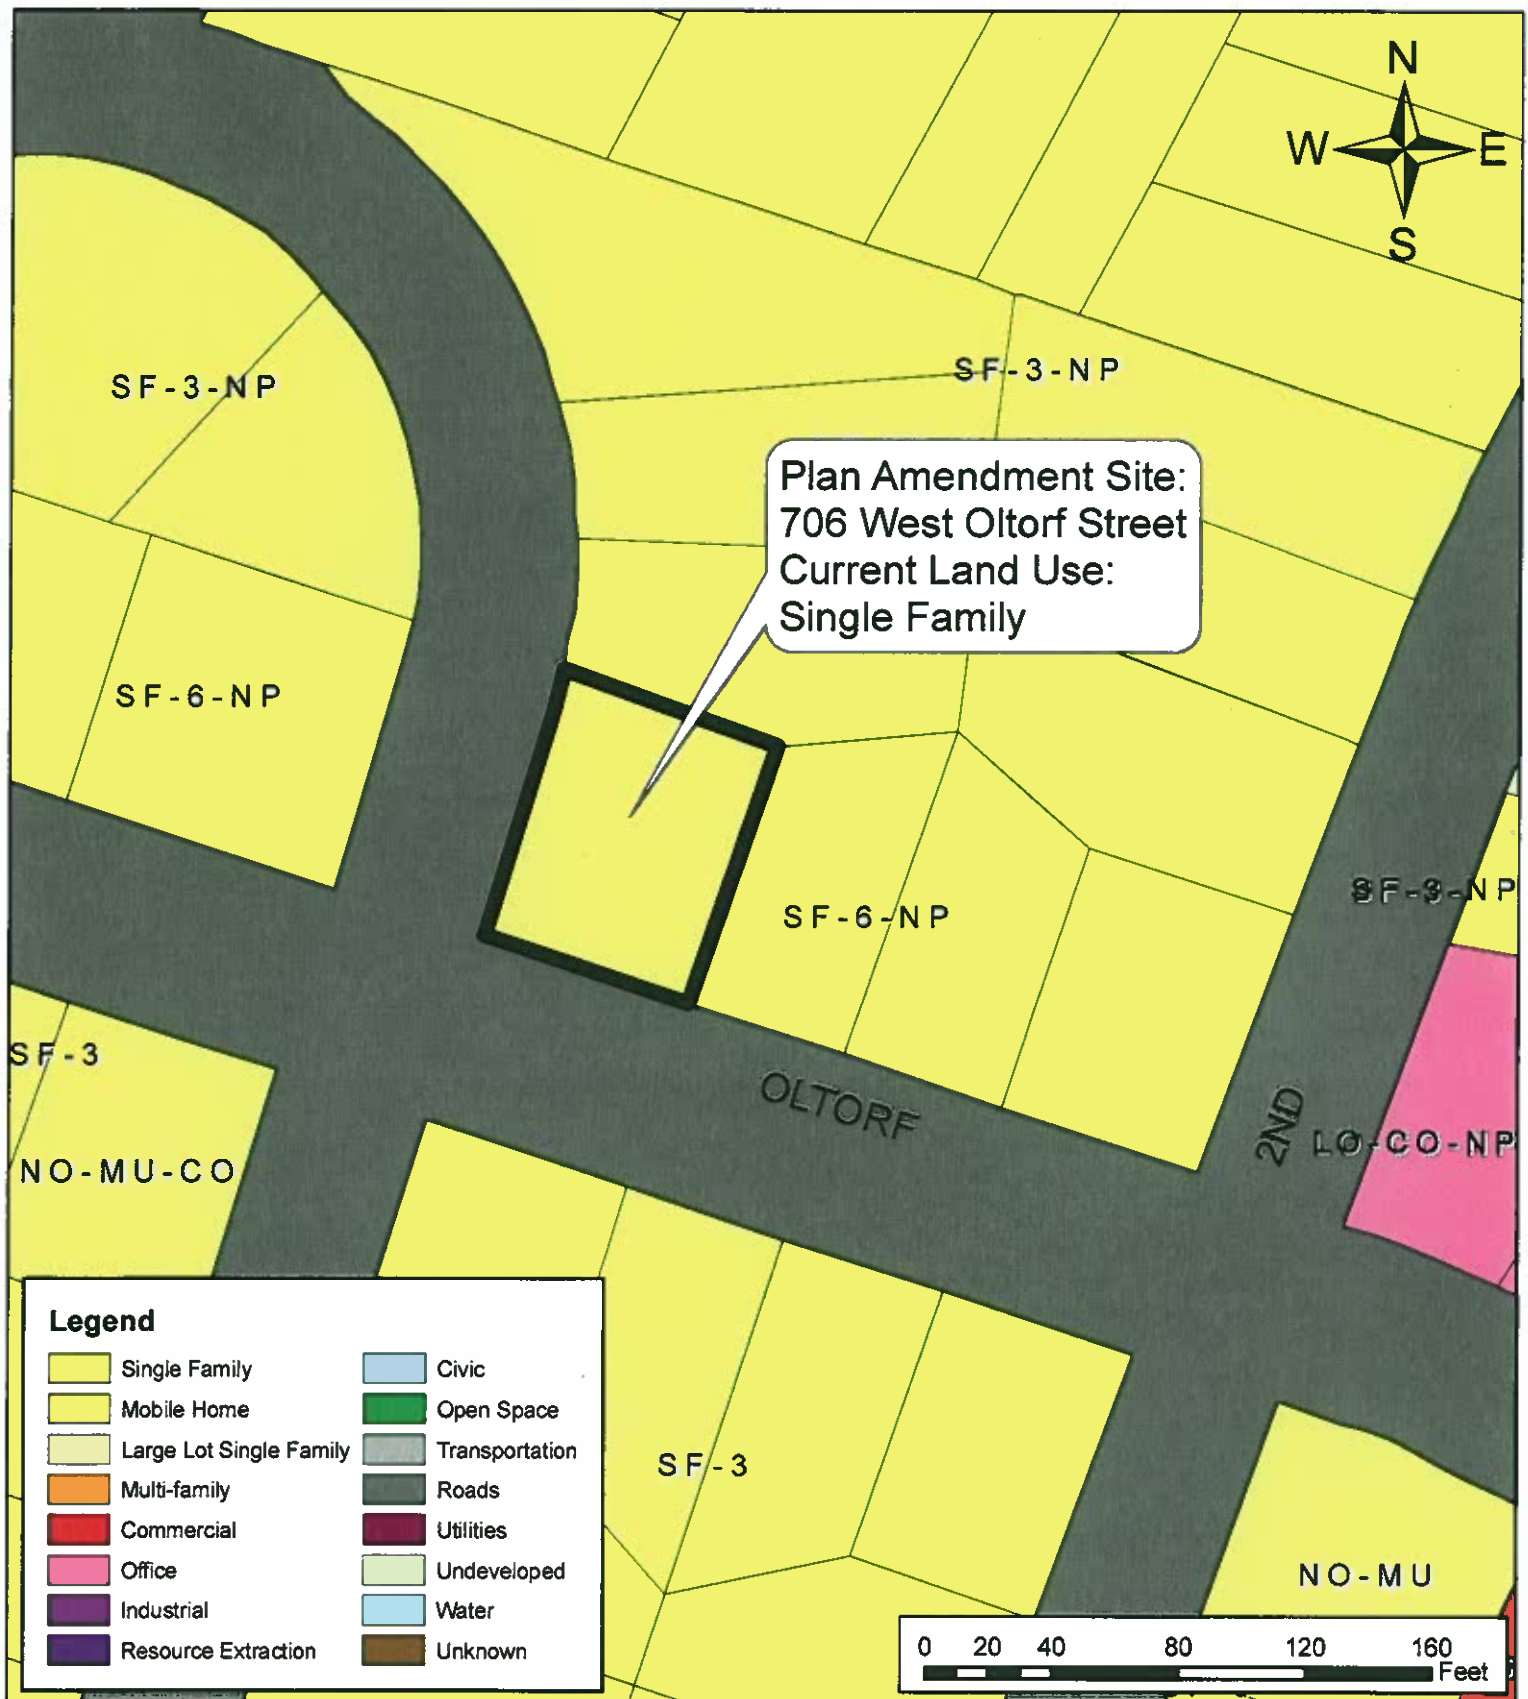 N
W E
S
SF-3-NP
SF-3-NP
Plan Amendment Site:
706 West Oltorf Street
Current Land Use:
Single Family
SF-6-NP
SF-3-NP
SF-6-NP
SF-3
OLTORF
2ND
LO-CO-NP
NO-MU-CO
Legend
Single Family
Mobile Home
Large Lot Single Family
Multi-family
Commercial
Office
Industrial
Resource Extraction
Civic
Open Space
Transportation
Roads
Utilities
Undeveloped
Water
Unknown
SF-3
NO-MU
0 20 40 80 120 160
Feet